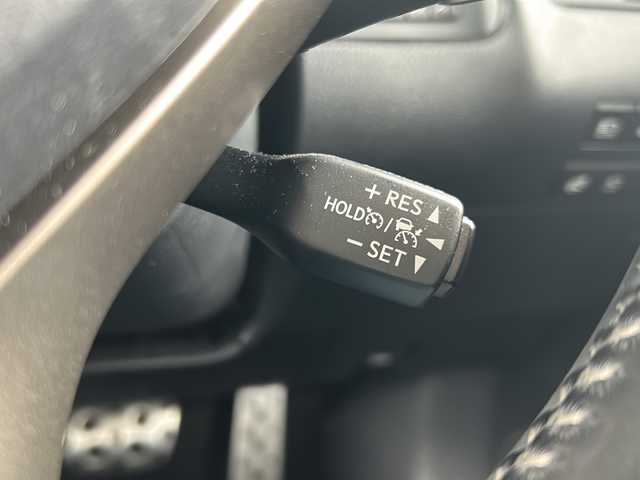 + RES ▲
HOLD / ◀
− SET ▼